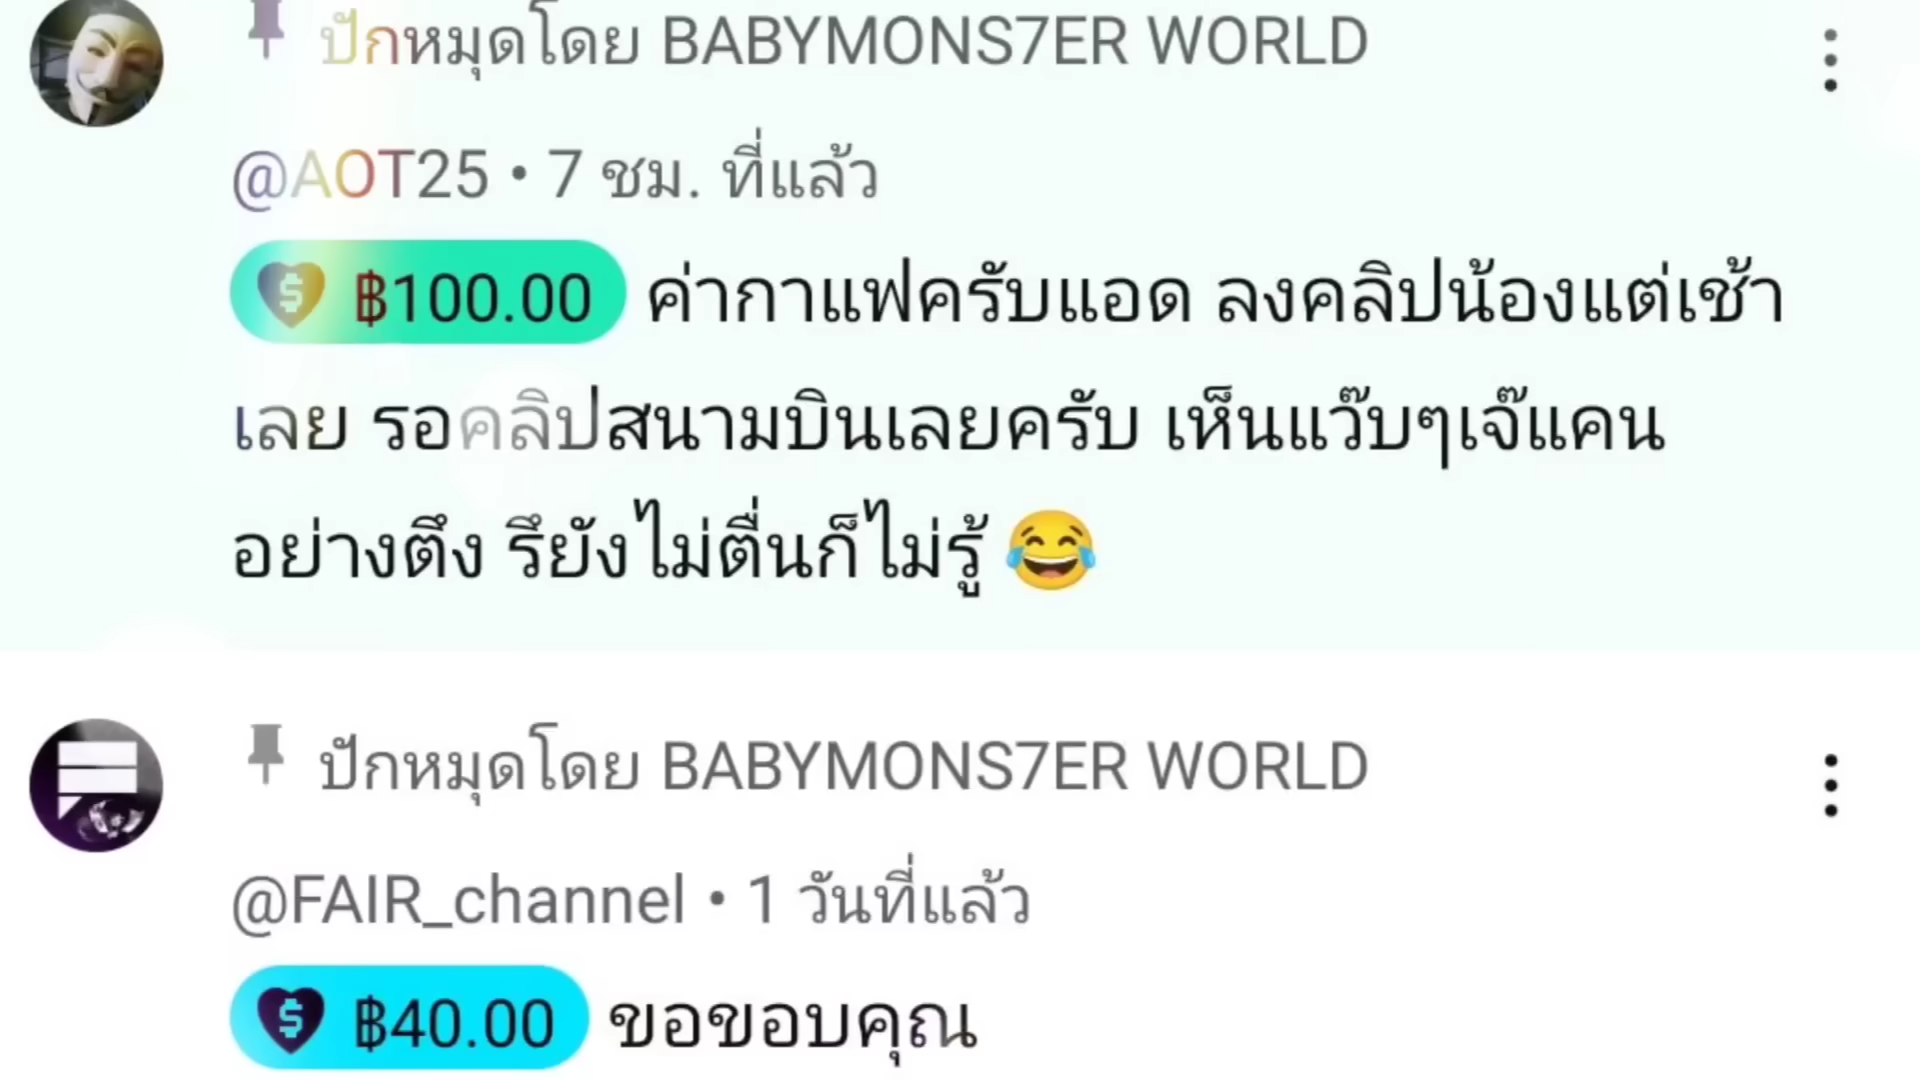 ปักหมุดโดย BABYMONS7ER WORLD
@AOT25 • 7 ชม. ที่แล้ว
฿100.00 ค่ากาแฟครับแอด ลงคลิปน้องแต่เช้า
เลย รอคลิปสนามบินเลยครับ เห็นแว๊บๆเจ๊แคน
อย่างตึง รึยังไม่ตื่นก็ไม่รู้ 😂
ปักหมุดโดย BABYMONS7ER WORLD
@FAIR_channel • 1 วันที่แล้ว
฿40.00 ขอขอบคุณ